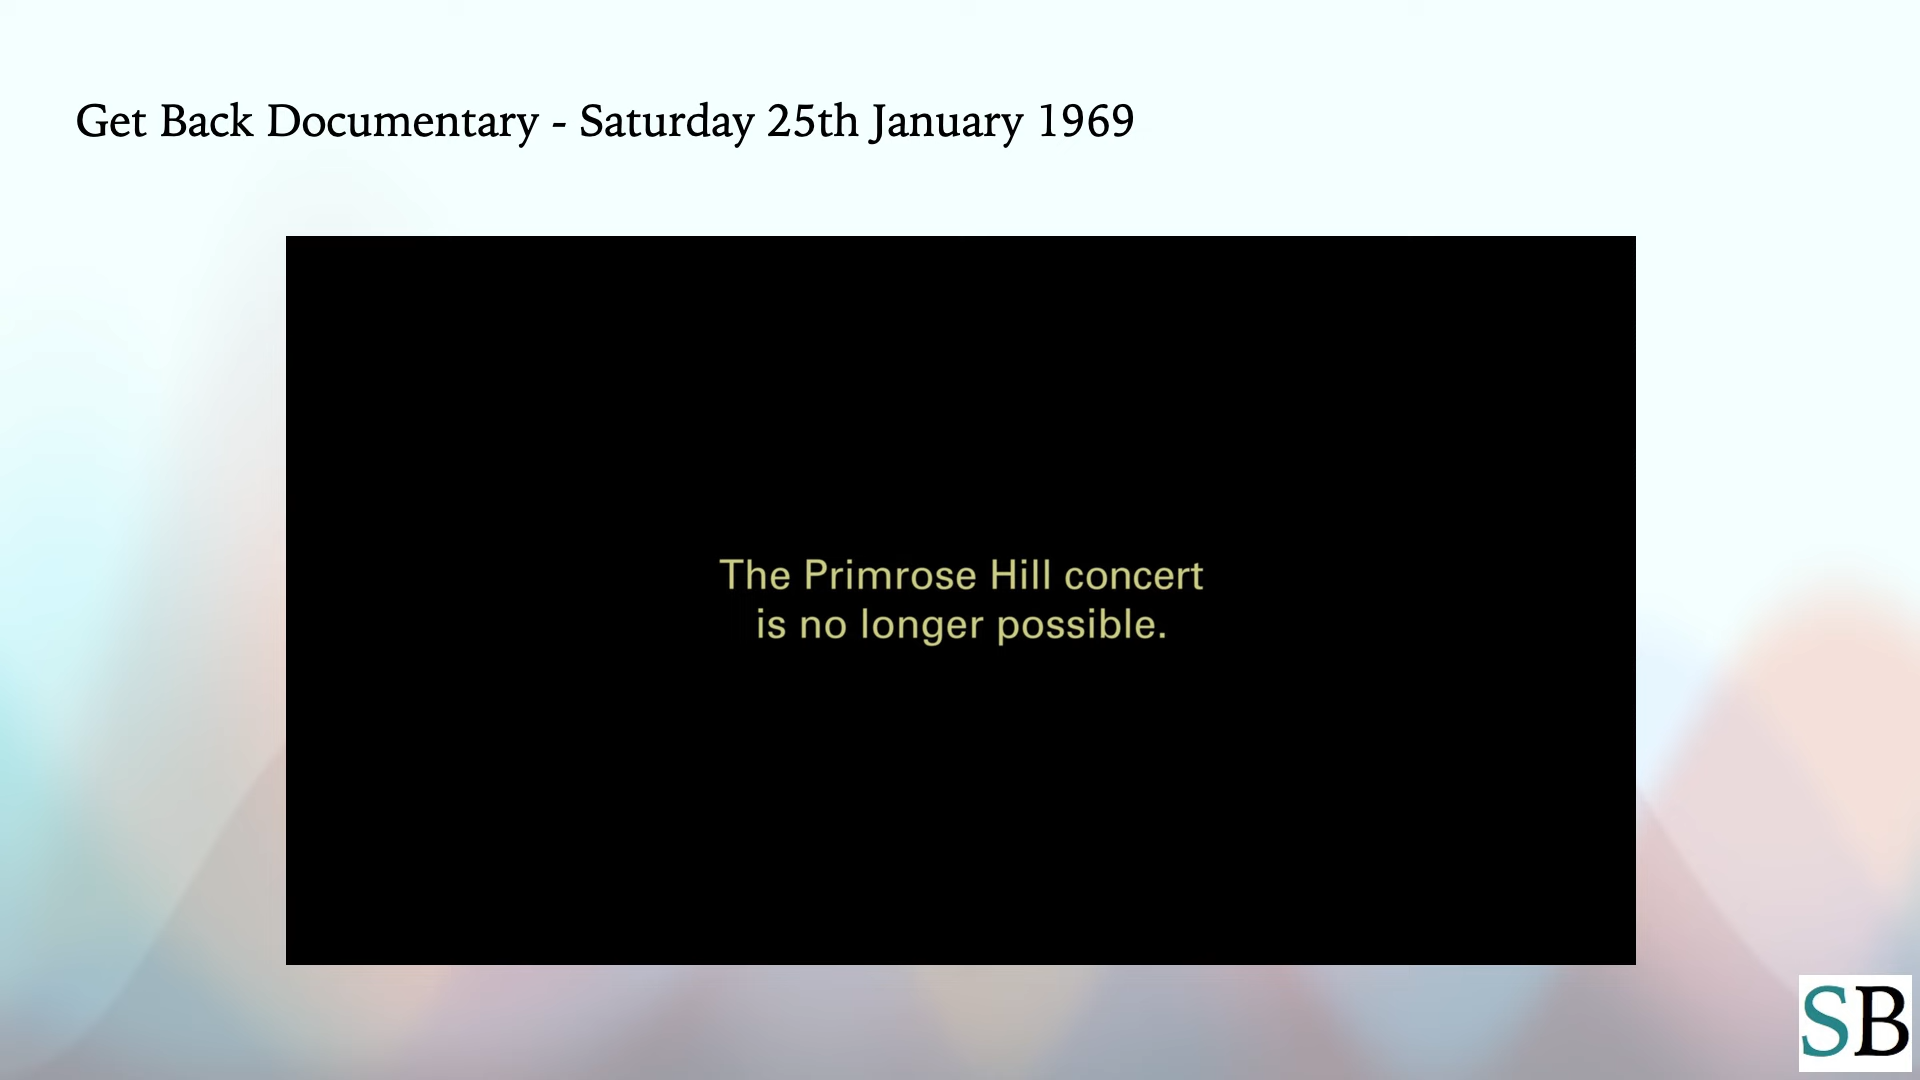 Get Back Documentary - Saturday 25th January 1969
The Primrose Hill concert
is no longer possible.
SB